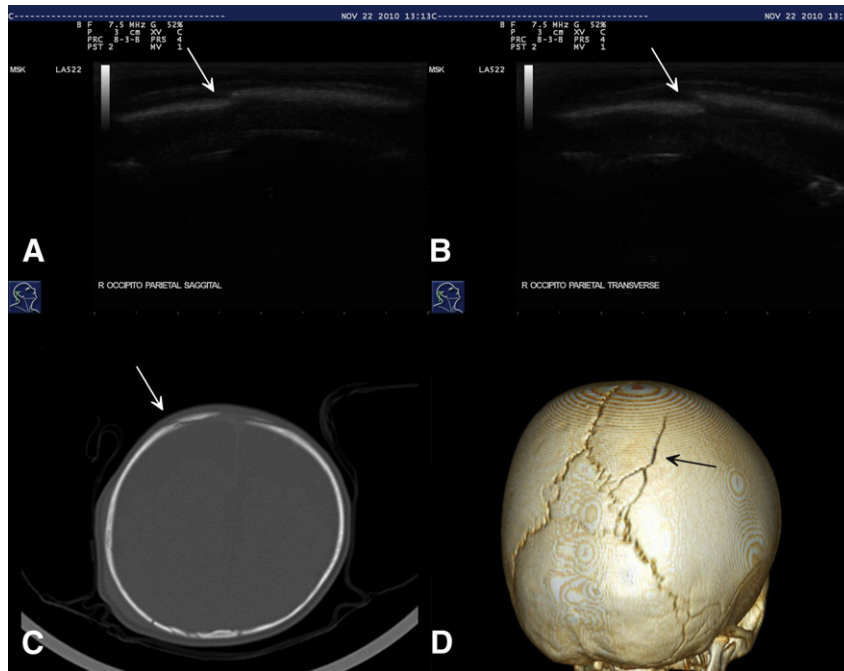 C-------------------------------------- NOV 22 2010 13:13
8 F 7.5 MHz G 52%
P 3 cm XV C
PRC 8-3-B PRS 4
PST 2 MV 1
MSK LA522
A
R OCCIPITO PARIETAL SAGGITAL
C-------------------------------------- NOV 22 2010 13:
8 F 7.5 MHz G 52%
P 3 cm XV C
PRC 8-3-B PRS 4
PST 2 MV 1
MSK LA522
B
R OCCIPITO PARIETAL TRANSVERSE
C
D